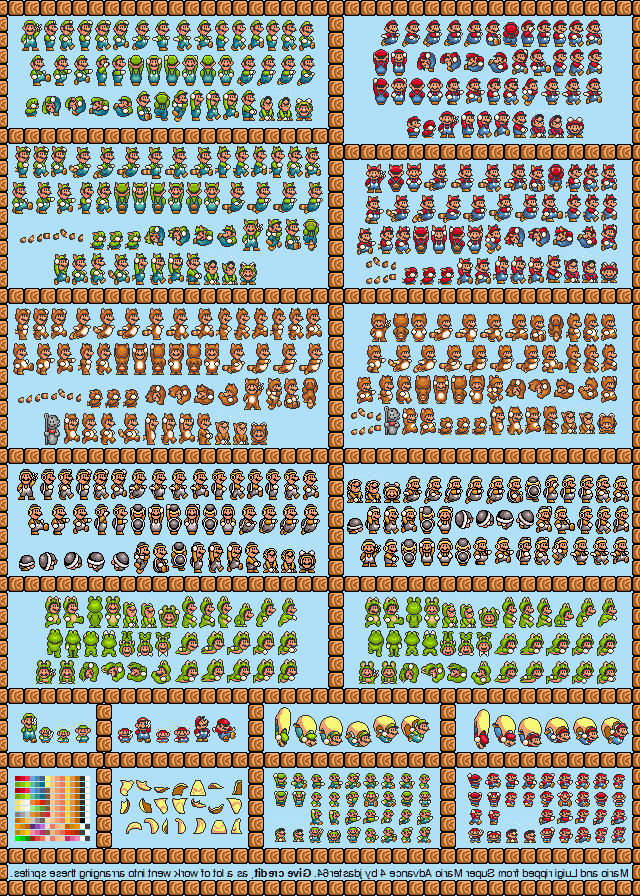 Mario and Luigi ripped from Super Mario Advance 4 by jdaster64. Give credit, as a lot of work went into arranging these sprites.